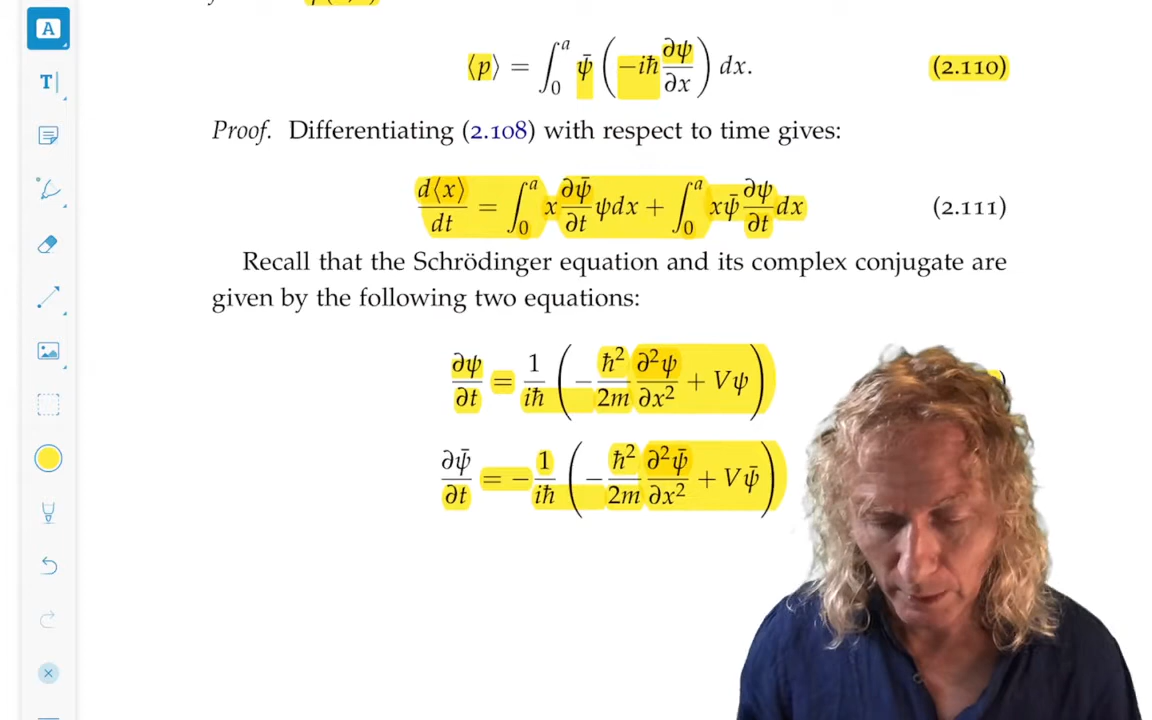 ⟨p⟩ = ∫₀ᵃ ψ̄ (−iħ ∂ψ/∂x) dx. (2.110)
Proof. Differentiating (2.108) with respect to time gives:
d⟨x⟩/dt = ∫₀ᵃ x ∂ψ̄/∂t ψdx + ∫₀ᵃ xψ̄ ∂ψ/∂t dx (2.111)
Recall that the Schrödinger equation and its complex conjugate are
given by the following two equations:
∂ψ/∂t = 1/iħ (−ħ²/2m ∂²ψ/∂x² + Vψ)
∂ψ̄/∂t = −1/iħ (−ħ²/2m ∂²ψ̄/∂x² + Vψ̄)
A
T